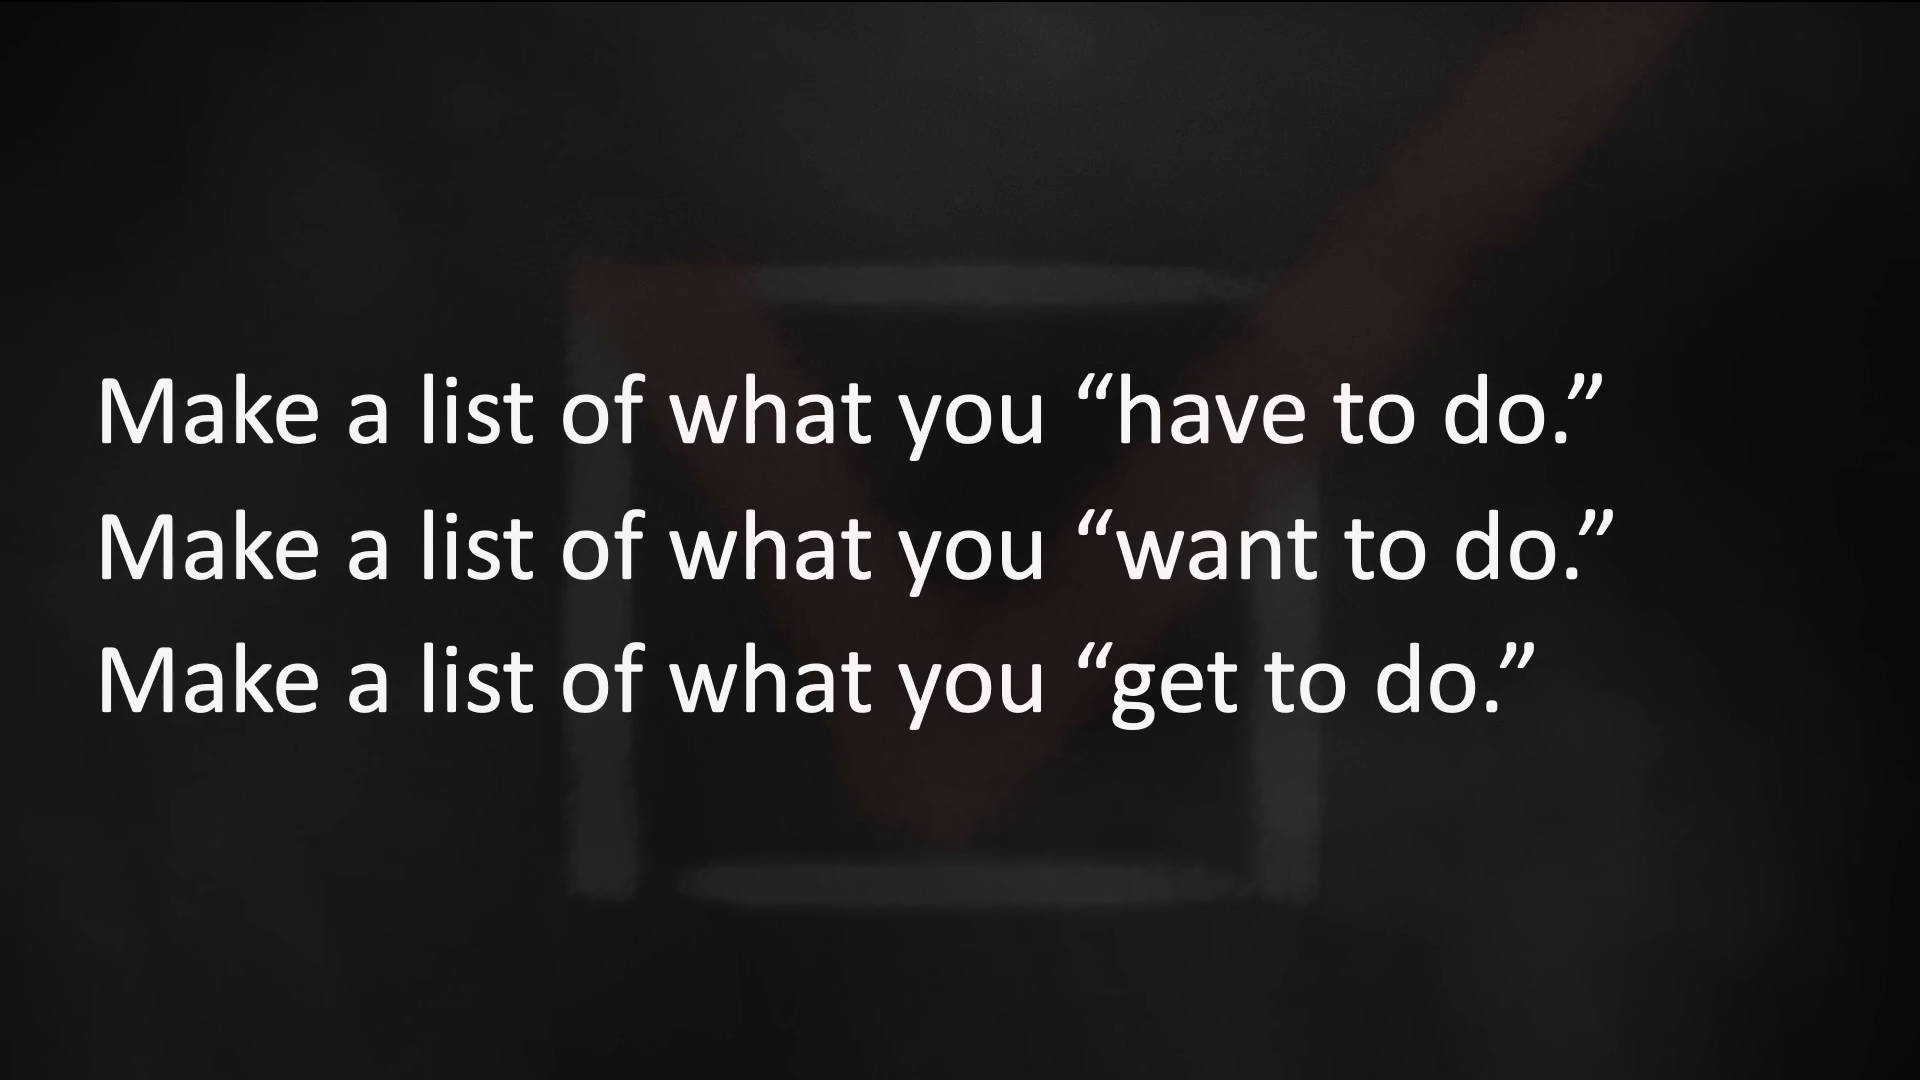 Make a list of what you “have to do.”
Make a list of what you “want to do.”
Make a list of what you “get to do.”